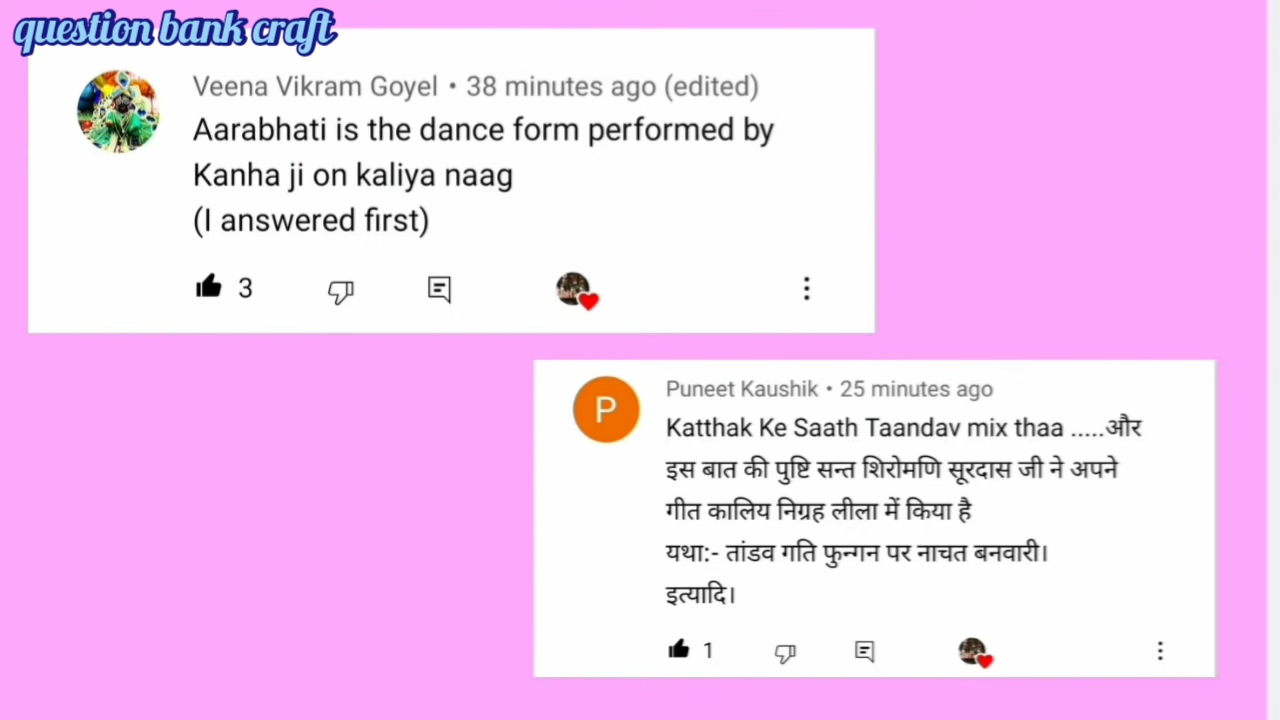 question bank craft
Veena Vikram Goyel • 38 minutes ago (edited)
Aarabhati is the dance form performed by
Kanha ji on kaliya naag
(I answered first)
3
P
Puneet Kaushik • 25 minutes ago
Katthak Ke Saath Taandav mix thaa .....और
इस बात की पुष्टि सन्त शिरोमणि सूरदास जी ने अपने
गीत कालिय निग्रह लीला में किया है
यथा:- तांडव गति फुन्गन पर नाचत बनवारी।
इत्यादि।
1